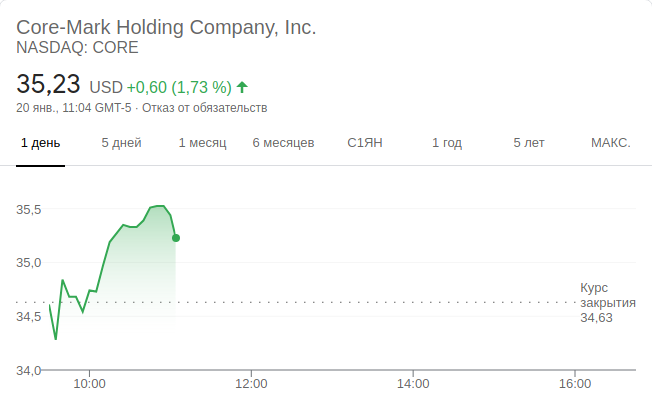 Core-Mark Holding Company, Inc.
NASDAQ: CORE
35,23 USD +0,60 (1,73 %)
20 янв., 11:04 GMT-5 · Отказ от обязательств
1 день 5 дней 1 месяц 6 месяцев С1ЯН 1 год 5 лет МАКС.
35,5
35,0
Курс
закрытия
34,63
34,5
34,0
10:00 12:00 14:00 16:00